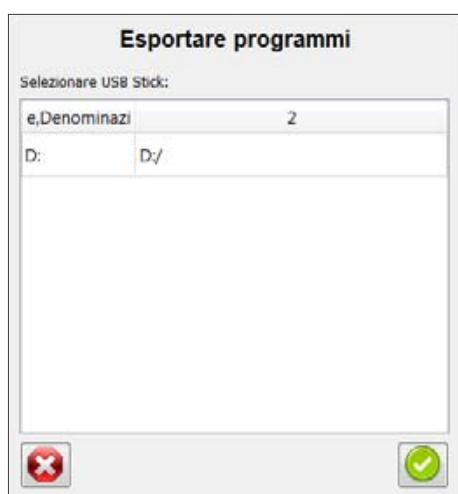 Esportare programmi
Selezionare USB Stick:
e,Denominazi 2
D: D:/